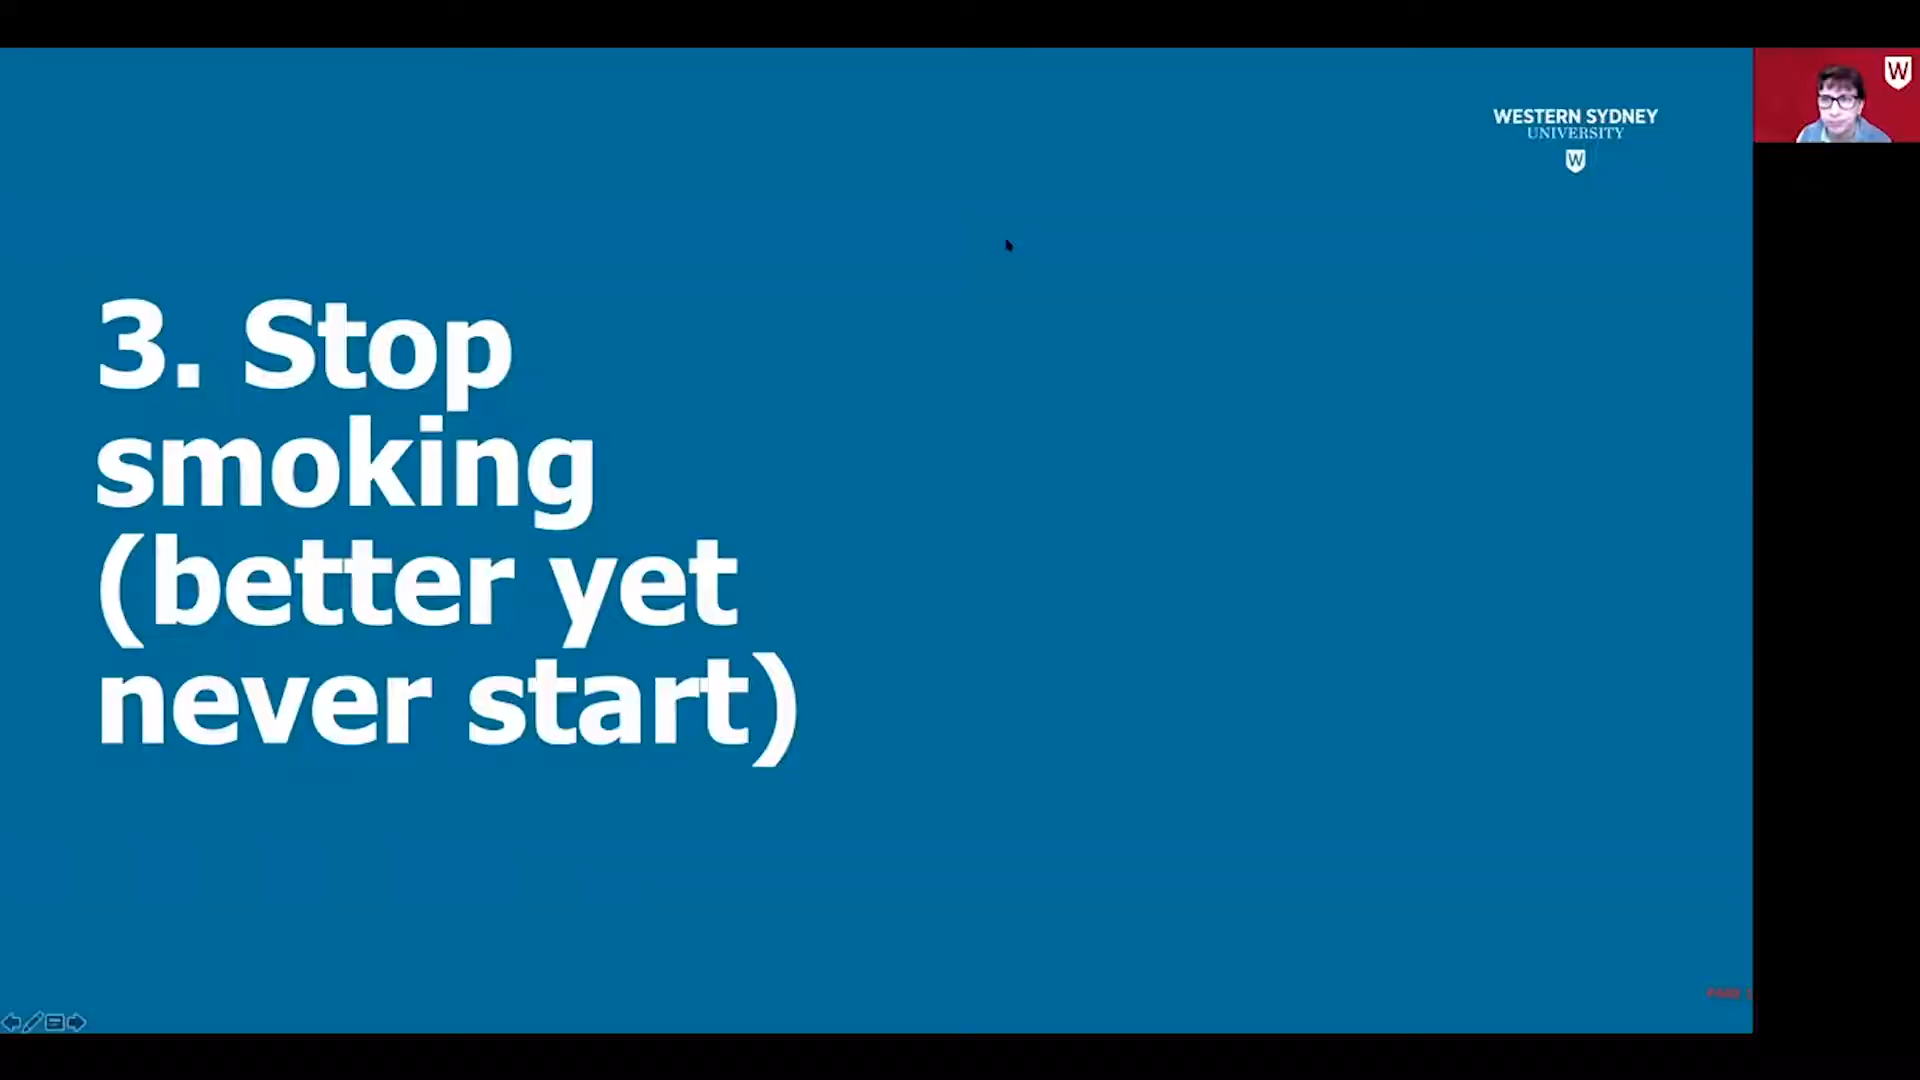 WESTERN SYDNEY
UNIVERSITY
W
W
3. Stop
smoking
(better yet
never start)